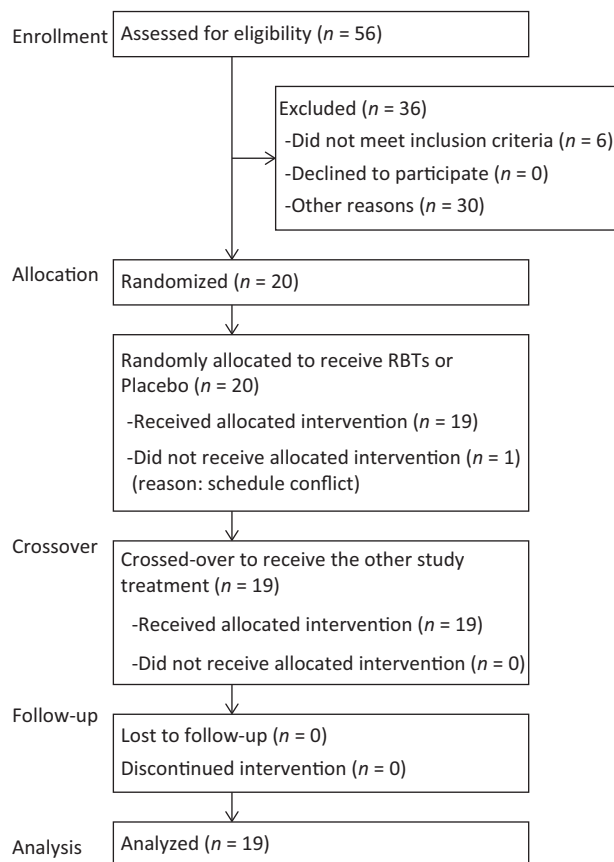 Enrollment
Assessed for eligibility (n = 56)
Excluded (n = 36)
-Did not meet inclusion criteria (n = 6)
-Declined to participate (n = 0)
-Other reasons (n = 30)
Allocation
Randomized (n = 20)
Randomly allocated to receive RBTs or
Placebo (n = 20)
-Received allocated intervention (n = 19)
-Did not receive allocated intervention (n = 1)
(reason: schedule conflict)
Crossover
Crossed-over to receive the other study
treatment (n = 19)
-Received allocated intervention (n = 19)
-Did not receive allocated intervention (n = 0)
Follow-up
Lost to follow-up (n = 0)
Discontinued intervention (n = 0)
Analysis
Analyzed (n = 19)